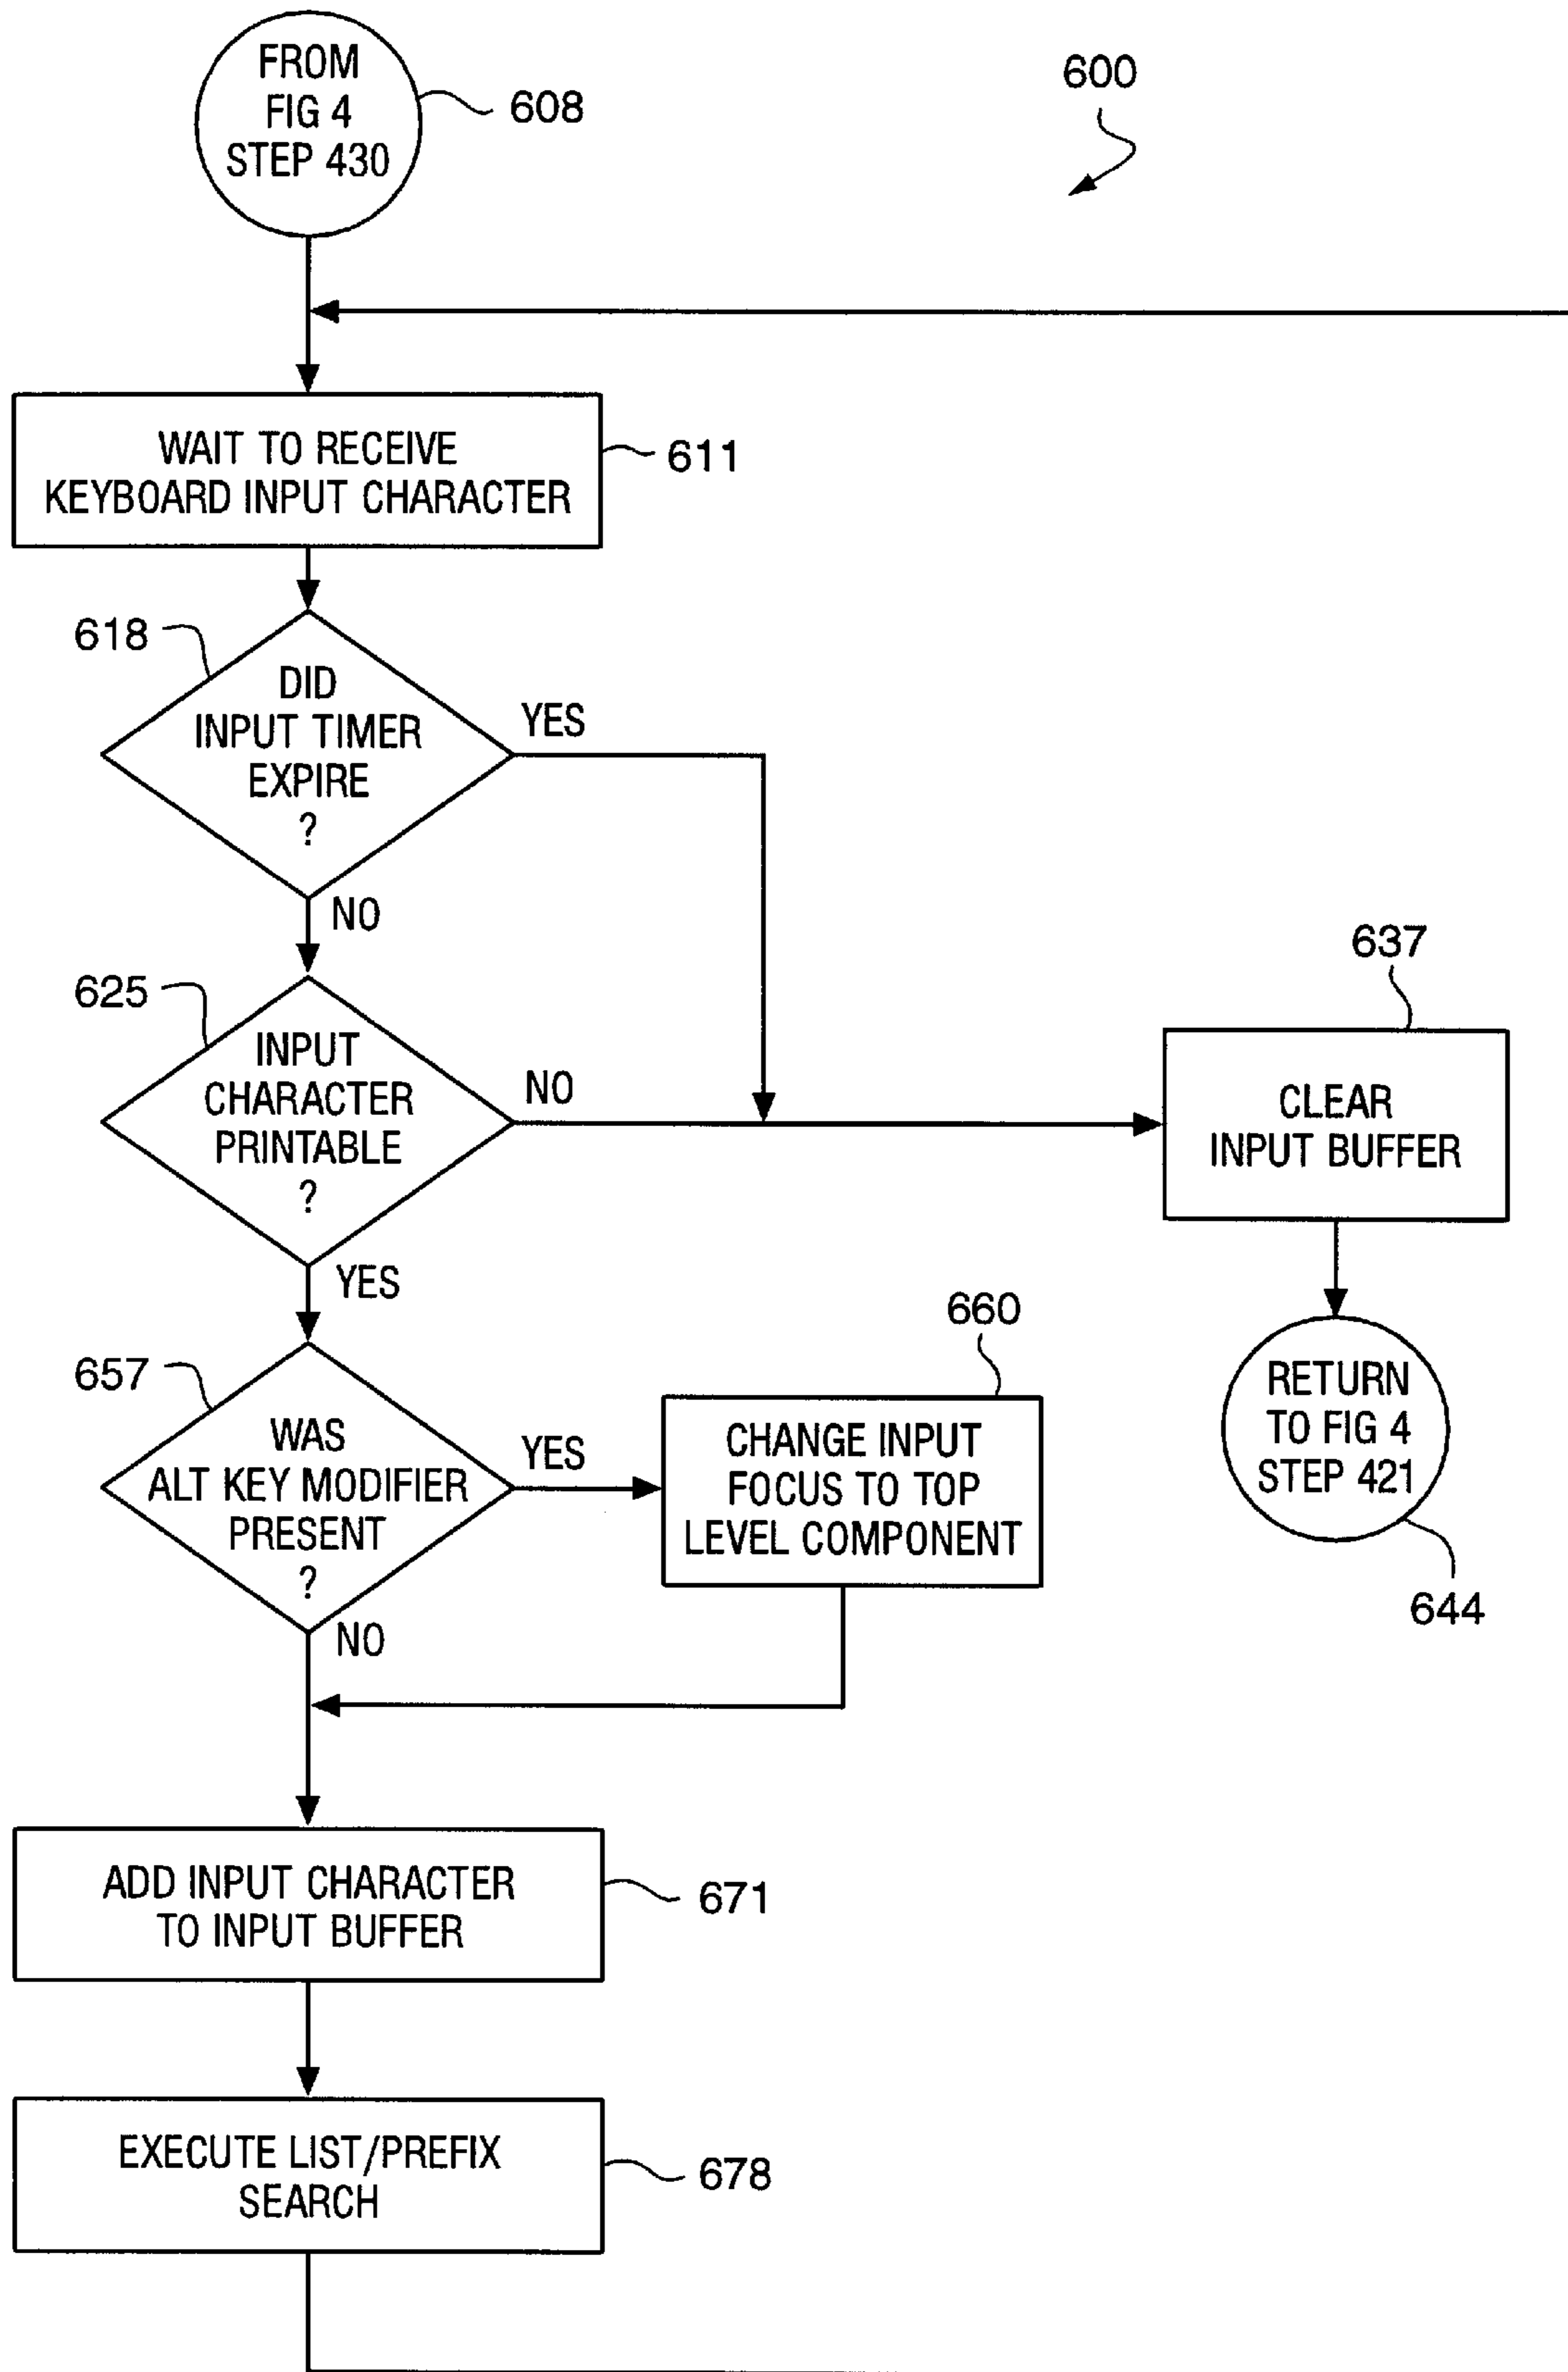 FROM
FIG 4
STEP 430
608
600
WAIT TO RECEIVE
KEYBOARD INPUT CHARACTER
611
618
DID
INPUT TIMER
EXPIRE
?
YES
NO
625
INPUT
CHARACTER
PRINTABLE
?
NO
YES
637
CLEAR
INPUT BUFFER
RETURN
TO FIG 4
STEP 421
644
657
WAS
ALT KEY MODIFIER
PRESENT
?
YES
NO
660
CHANGE INPUT
FOCUS TO TOP
LEVEL COMPONENT
ADD INPUT CHARACTER
TO INPUT BUFFER
671
EXECUTE LIST/PREFIX
SEARCH
678